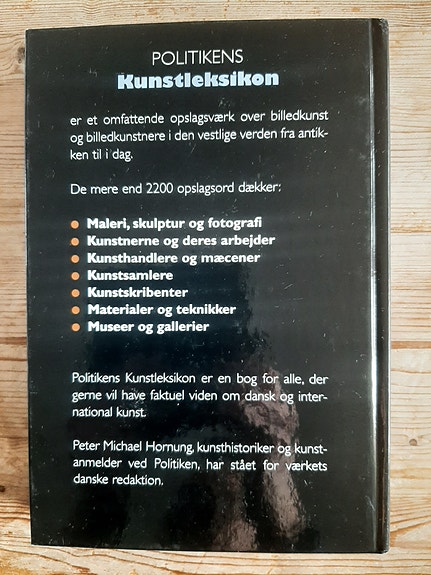 POLITIKENS
Kunstleksikon
er et omfattende opslagsværk over billedkunst
og billedkunstnere i den vestlige verden fra antik-
ken til i dag.
De mere end 2200 opslagsord dækker:
● Maleri, skulptur og fotografi
● Kunstnerne og deres arbejder
● Kunsthandlere og mæcener
● Kunstsamlere
● Kunstskribenter
● Materialer og teknikker
● Museer og gallerier
Politikens Kunstleksikon er en bog for alle, der
gerne vil have faktuel viden om dansk og inter-
national kunst.
Peter Michael Hornung, kunsthistoriker og kunst-
anmelder ved Politiken, har stået for værkets
danske redaktion.